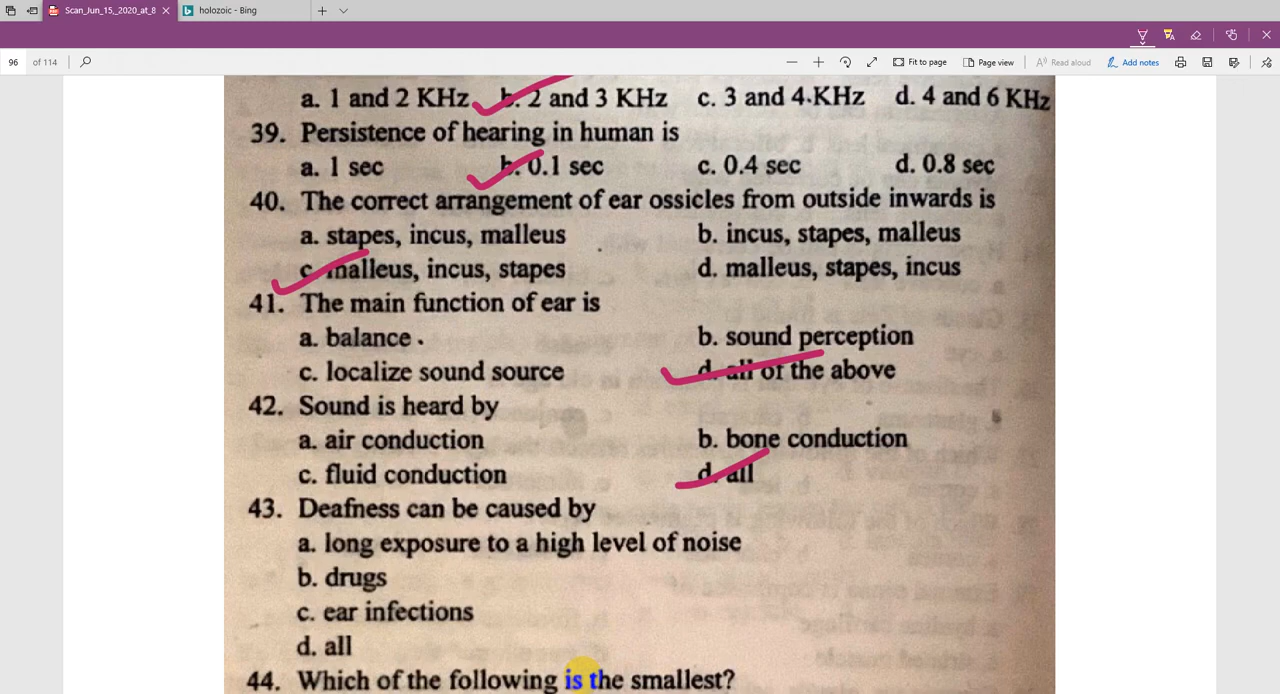 Scan_Jun_15,_2020_at_8
holozoic - Bing
96 of 114
Fit to page
Page view
Read aloud
Add notes
a. 1 and 2 KHz b. 2 and 3 KHz c. 3 and 4 KHz d. 4 and 6 KHz
39. Persistence of hearing in human is
a. 1 sec b. 0.1 sec c. 0.4 sec d. 0.8 sec
40. The correct arrangement of ear ossicles from outside inwards is
a. stapes, incus, malleus b. incus, stapes, malleus
c. malleus, incus, stapes d. malleus, stapes, incus
41. The main function of ear is
a. balance b. sound perception
c. localize sound source d. all of the above
42. Sound is heard by
a. air conduction b. bone conduction
c. fluid conduction d. all
43. Deafness can be caused by
a. long exposure to a high level of noise
b. drugs
c. ear infections
d. all
44. Which of the following is the smallest?